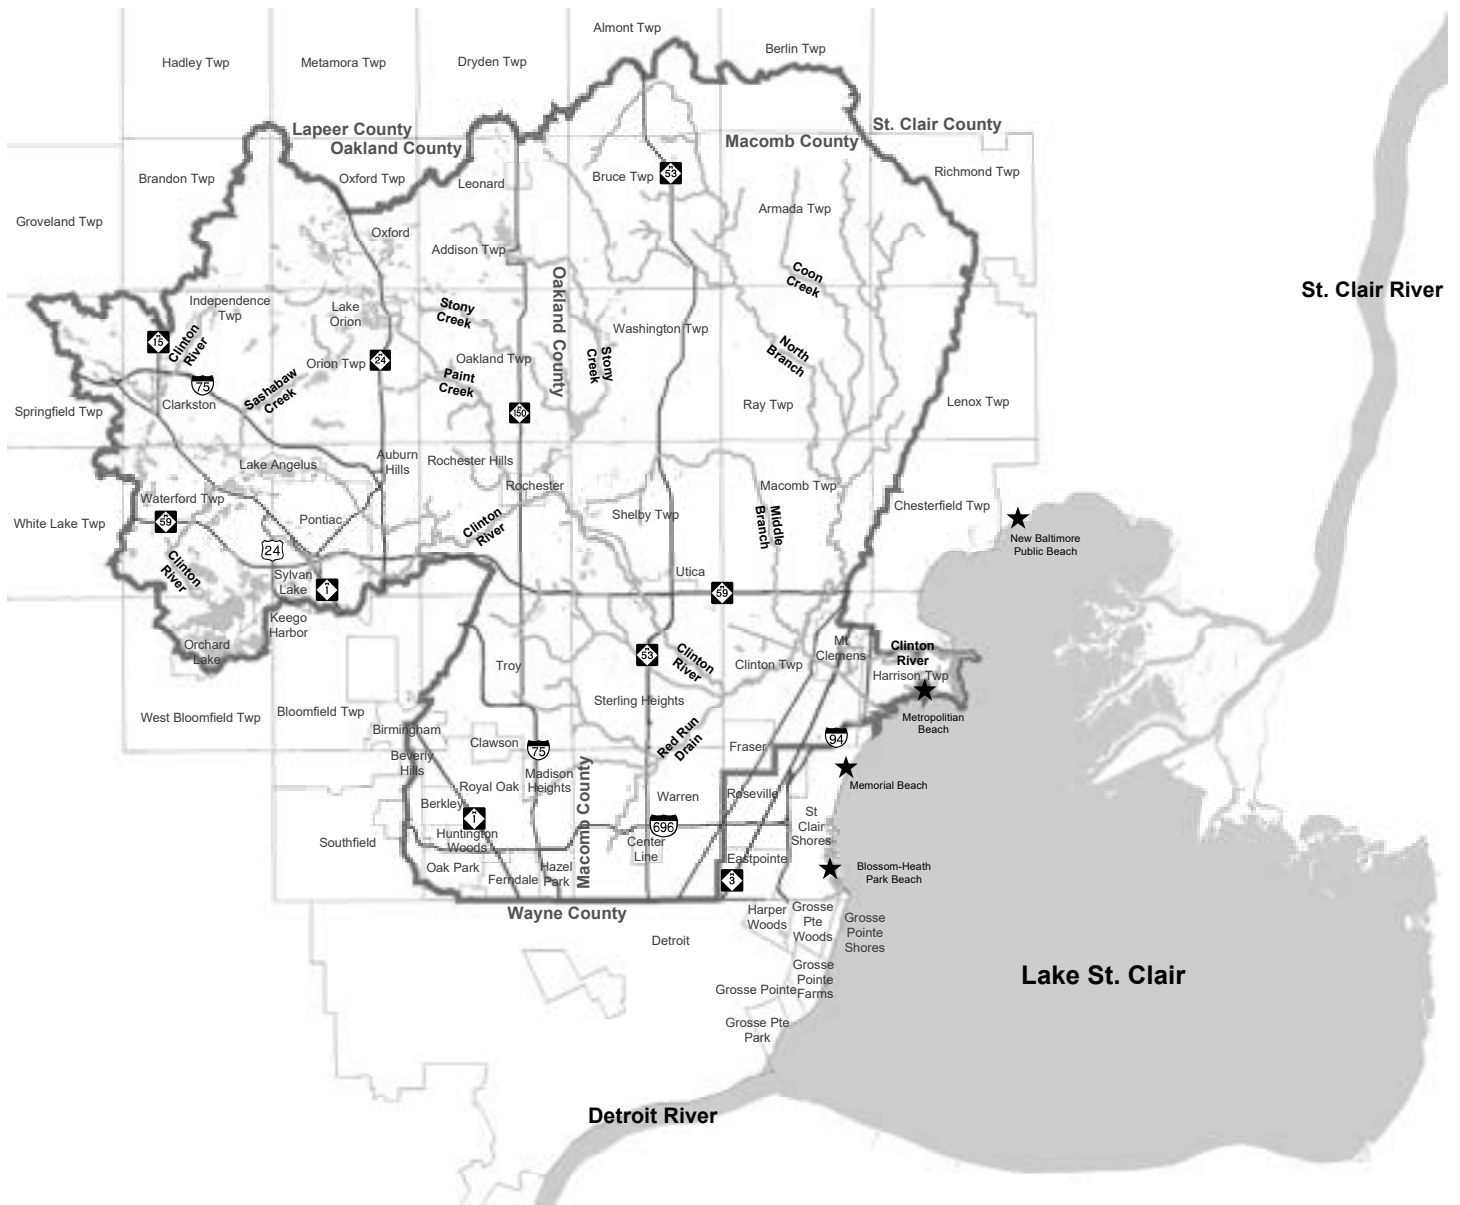 Almont Twp
Berlin Twp
Hadley Twp
Metamora Twp
Dryden Twp
Lapeer County
Oakland County
St. Clair County
Macomb County
Brandon Twp
Oxford Twp
Leonard
Bruce Twp
M
53
Richmond Twp
Groveland Twp
Oxford
Addison Twp
Armada Twp
Coon
Creek
Oakland County
St. Clair River
Independence
Twp
Lake
Orion
Stony
Creek
Washington Twp
M
15
Clinton
River
Orion Twp
M
24
Oakland Twp
Stony
Creek
North
Branch
75
Sashabaw
Creek
Paint
Creek
Clarkston
Springfield Twp
M
150
Ray Twp
Lenox Twp
Lake Angelus
Auburn
Hills
Rochester Hills
Rochester
Waterford Twp
Macomb Twp
Chesterfield Twp
White Lake Twp
M
59
Pontiac
Clinton
River
Shelby Twp
Middle
Branch
New Baltimore
Public Beach
24
Clinton
River
Sylvan
Lake
M
1
Utica
M
59
Keego
Harbor
Orchard
Lake
Troy
M
53
Clinton
River
Clinton Twp
Mt
Clemens
Clinton
River
Harrison Twp
West Bloomfield Twp
Bloomfield Twp
Sterling Heights
Metropolitian
Beach
Birmingham
Clawson
75
Red Run
Drain
Fraser
94
Beverly
Hills
Madison
Heights
Royal Oak
Macomb County
Memorial Beach
Berkley
M
1
Warren
Roseville
Southfield
Huntington
Woods
696
Center
Line
St
Clair
Shores
Oak Park
Ferndale
Hazel
Park
Eastpointe
M
3
Blossom-Heath
Park Beach
Wayne County
Harper
Woods
Grosse
Pte
Woods
Grosse
Pointe
Shores
Detroit
Grosse
Pointe
Farms
Grosse Pointe
Lake St. Clair
Grosse Pte
Park
Detroit River